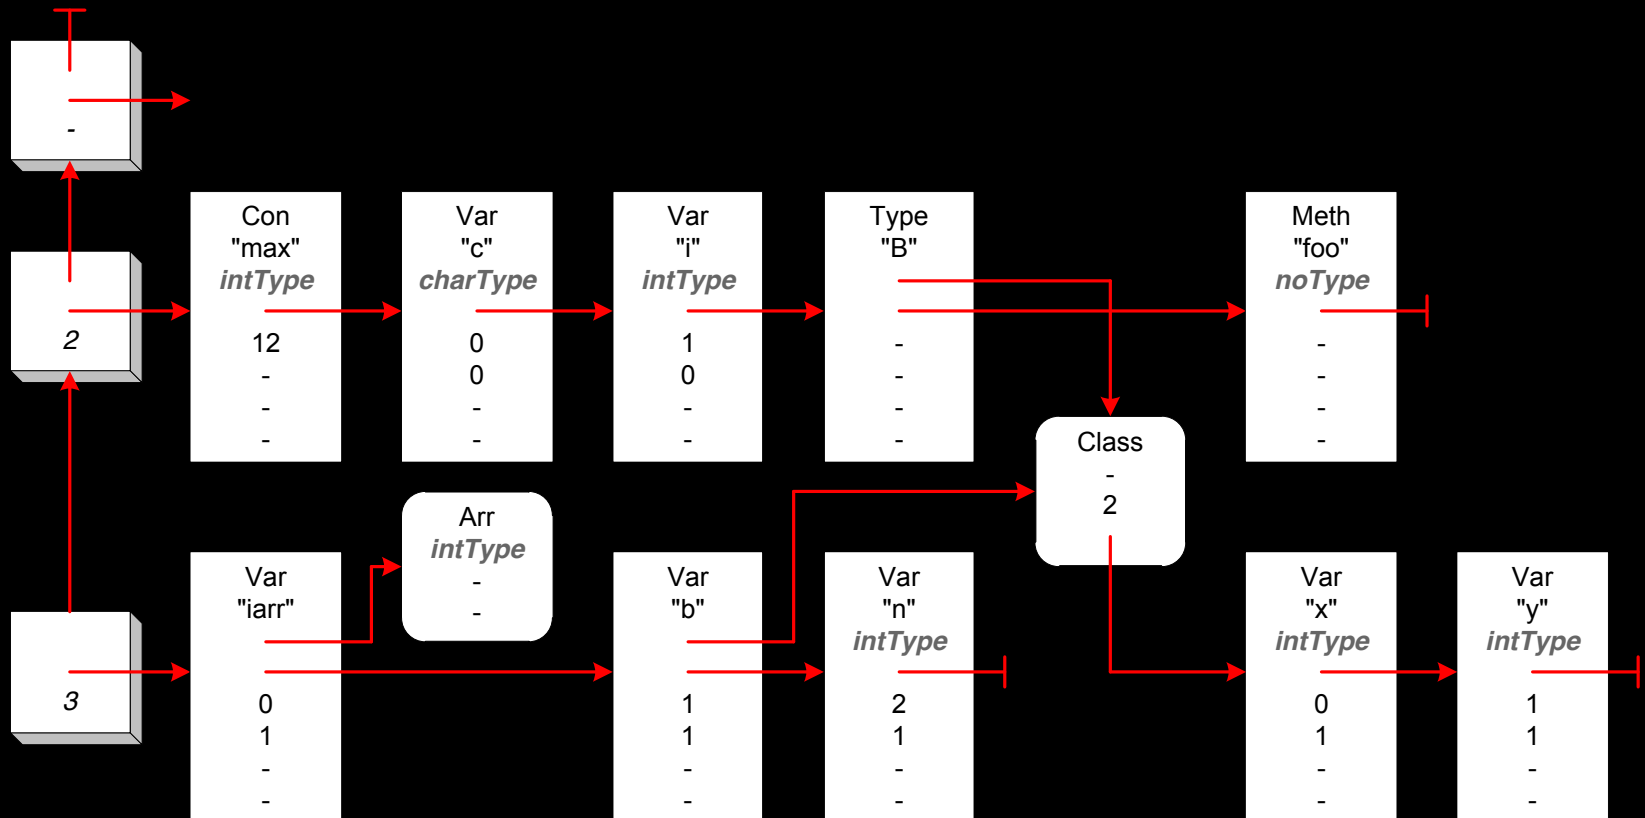 -
2
Con
"max"
intType
12
-
-
-
Var
"c"
charType
0
0
-
-
Var
"i"
intType
1
0
-
-
Type
"B"
-
-
-
-
Meth
"foo"
noType
-
-
-
-
Class
-
2
Arr
intType
-
-
3
Var
"iarr"
0
1
-
-
Var
"b"
1
1
-
-
Var
"n"
intType
2
1
-
-
Var
"x"
intType
0
1
-
-
Var
"y"
intType
1
1
-
-